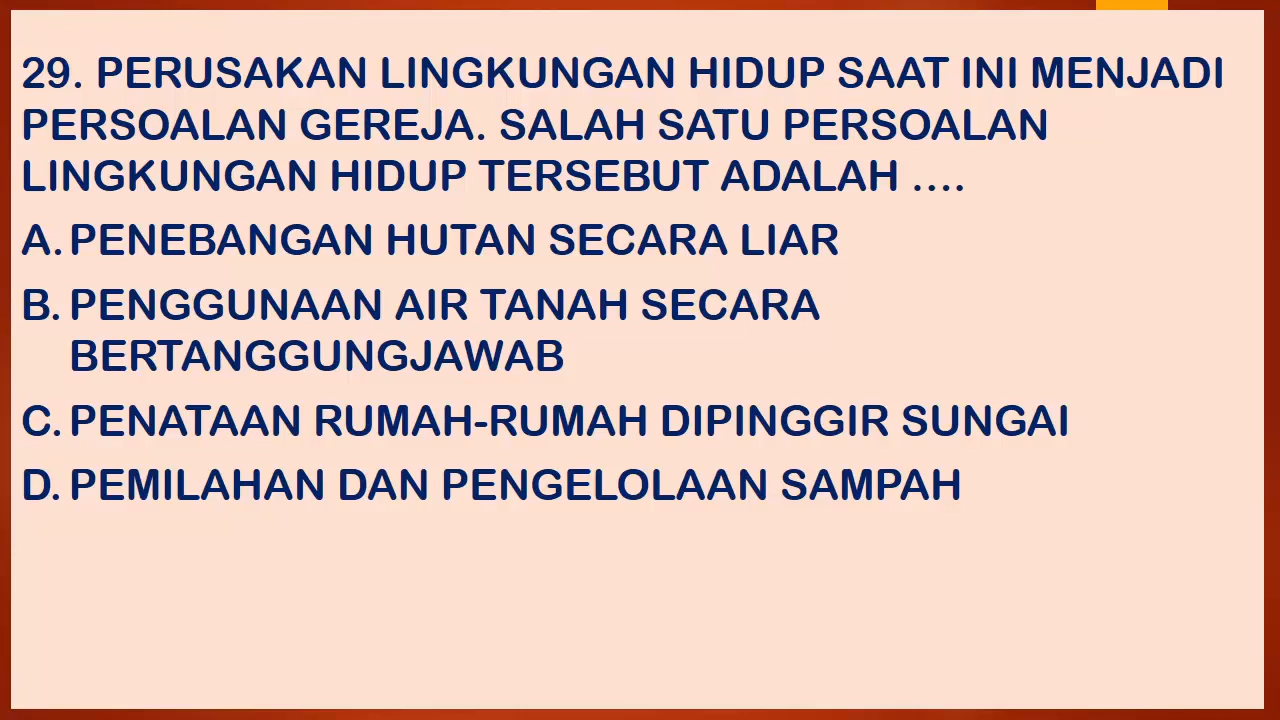 29. PERUSAKAN LINGKUNGAN HIDUP SAAT INI MENJADI
PERSOALAN GEREJA. SALAH SATU PERSOALAN
LINGKUNGAN HIDUP TERSEBUT ADALAH ....
A. PENEBANGAN HUTAN SECARA LIAR
B. PENGGUNAAN AIR TANAH SECARA
BERTANGGUNGJAWAB
C. PENATAAN RUMAH-RUMAH DIPINGGIR SUNGAI
D. PEMILAHAN DAN PENGELOLAAN SAMPAH